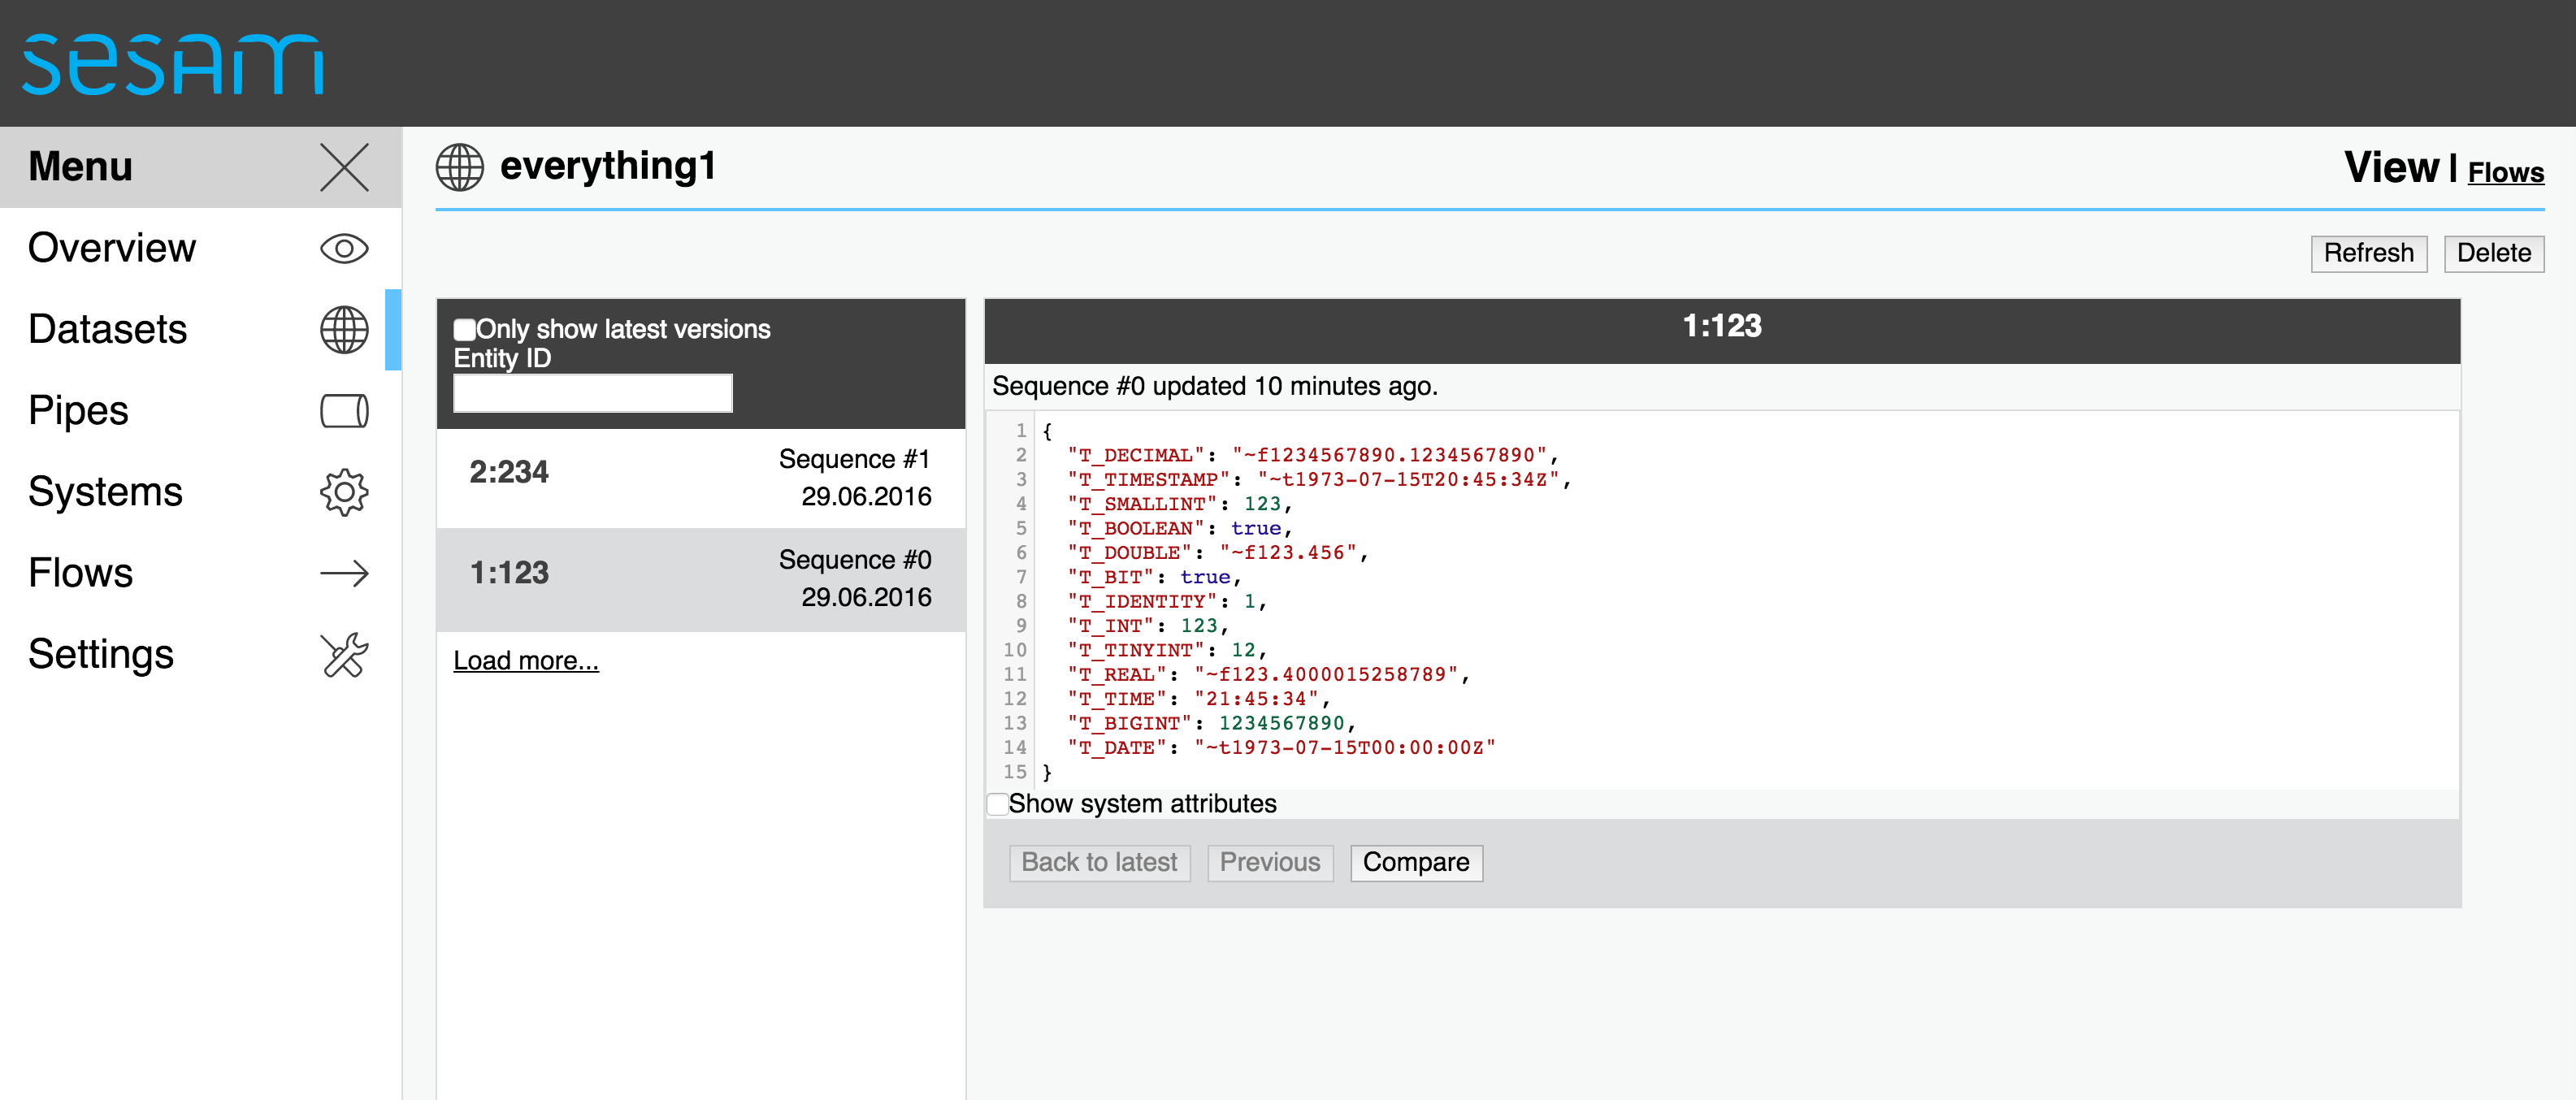 sesam
Menu
Overview
Datasets
Pipes
Systems
Flows
Settings
everything1
View | Flows
Refresh Delete
Only show latest versions
Entity ID
2:234 Sequence #1
29.06.2016
1:123 Sequence #0
29.06.2016
Load more...
1:123
Sequence #0 updated 10 minutes ago.
1 {
2 "T_DECIMAL": "~f1234567890.1234567890",
3 "T_TIMESTAMP": "~t1973-07-15T20:45:34Z",
4 "T_SMALLINT": 123,
5 "T_BOOLEAN": true,
6 "T_DOUBLE": "~f123.456",
7 "T_BIT": true,
8 "T_IDENTITY": 1,
9 "T_INT": 123,
10 "T_TINYINT": 12,
11 "T_REAL": "~f123.4000015258789",
12 "T_TIME": "21:45:34",
13 "T_BIGINT": 1234567890,
14 "T_DATE": "~t1973-07-15T00:00:00Z"
15 }
Show system attributes
Back to latest Previous Compare